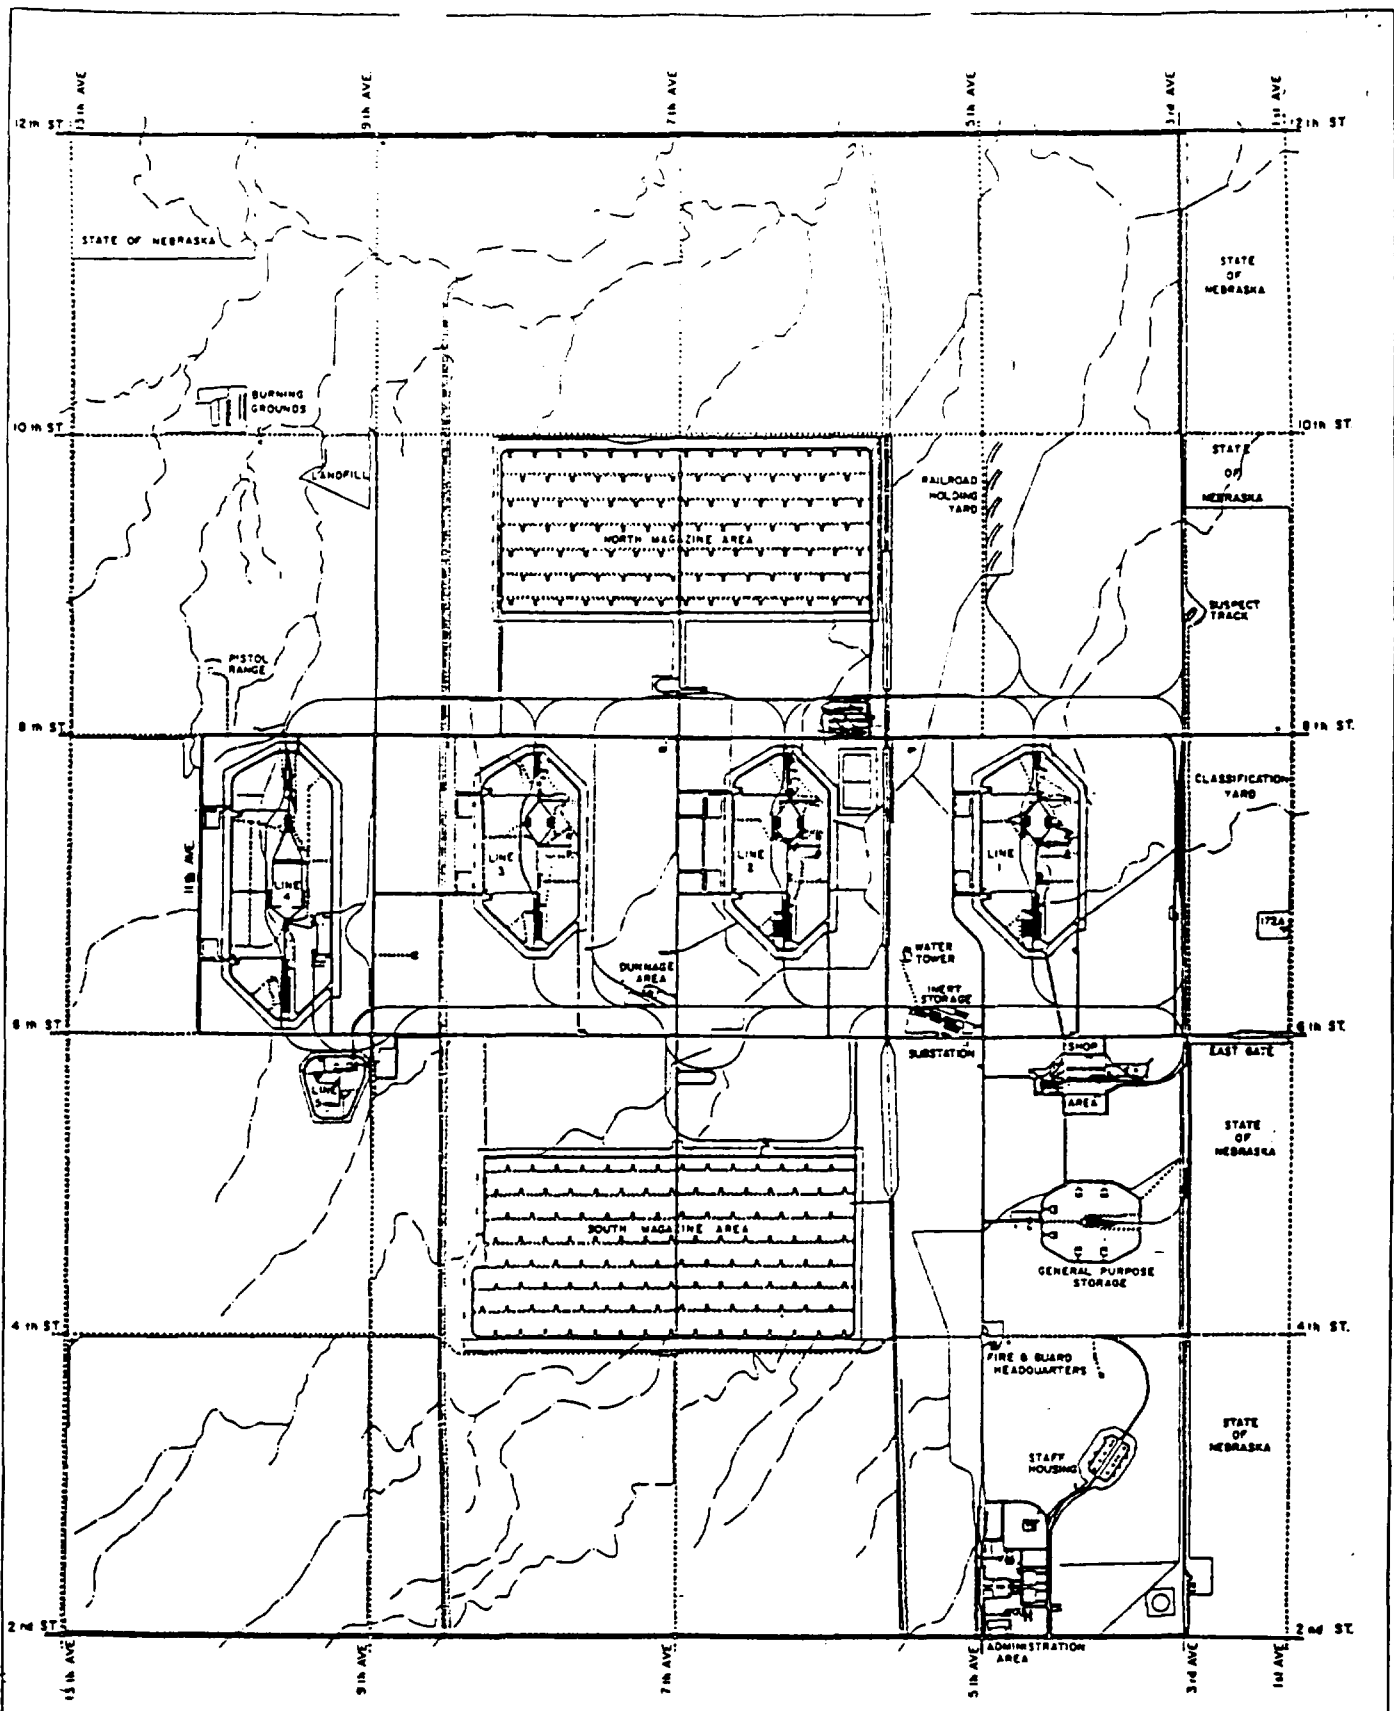 13th AVE
9th AVE.
7th AVE
5th AVE
3rd AVE
1st AVE
12th ST
12th ST
STATE OF NEBRASKA
STATE
OF
NEBRASKA
BURNING
GROUNDS
10th ST
10th ST.
LANDFILL
STATE
OF
NEBRASKA
RAILROAD
HOLDING
YARD
NORTH MAGAZINE AREA
SUSPECT
TRACK
PISTOL
RANGE
8th ST
8th ST.
CLASSIFICATION
YARD
11th AVE
LINE
4
LINE
3
LINE
2
LINE
1
172A
WATER
TOWER
DUNNAGE
AREA
INERT
STORAGE
6th ST
6th ST.
SUBSTATION
SHOP
AREA
EAST GATE
LINE
5
STATE
OF
NEBRASKA
SOUTH MAGAZINE AREA
GENERAL PURPOSE
STORAGE
4th ST
4th ST.
FIRE & GUARD
HEADQUARTERS
STATE
OF
NEBRASKA
STAFF
HOUSING
2nd ST
2nd ST.
ADMINISTRATION
AREA
13th AVE
9th AVE
7th AVE
5th AVE
3rd AVE
1st AVE